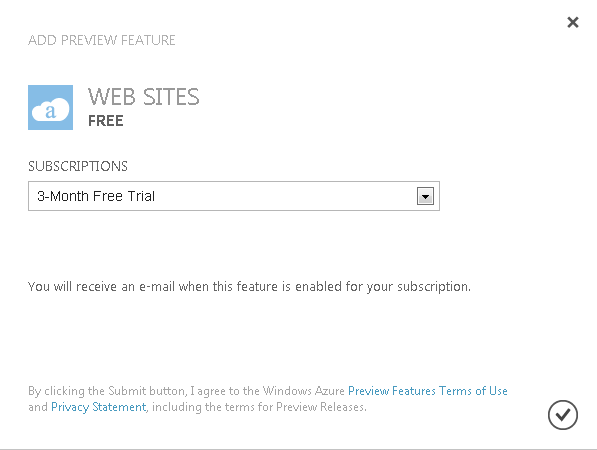 ADD PREVIEW FEATURE
a
WEB SITES
FREE
SUBSCRIPTIONS
3-Month Free Trial
You will receive an e-mail when this feature is enabled for your subscription.
By clicking the Submit button, I agree to the Windows Azure Preview Features Terms of Use
and Privacy Statement, including the terms for Preview Releases.